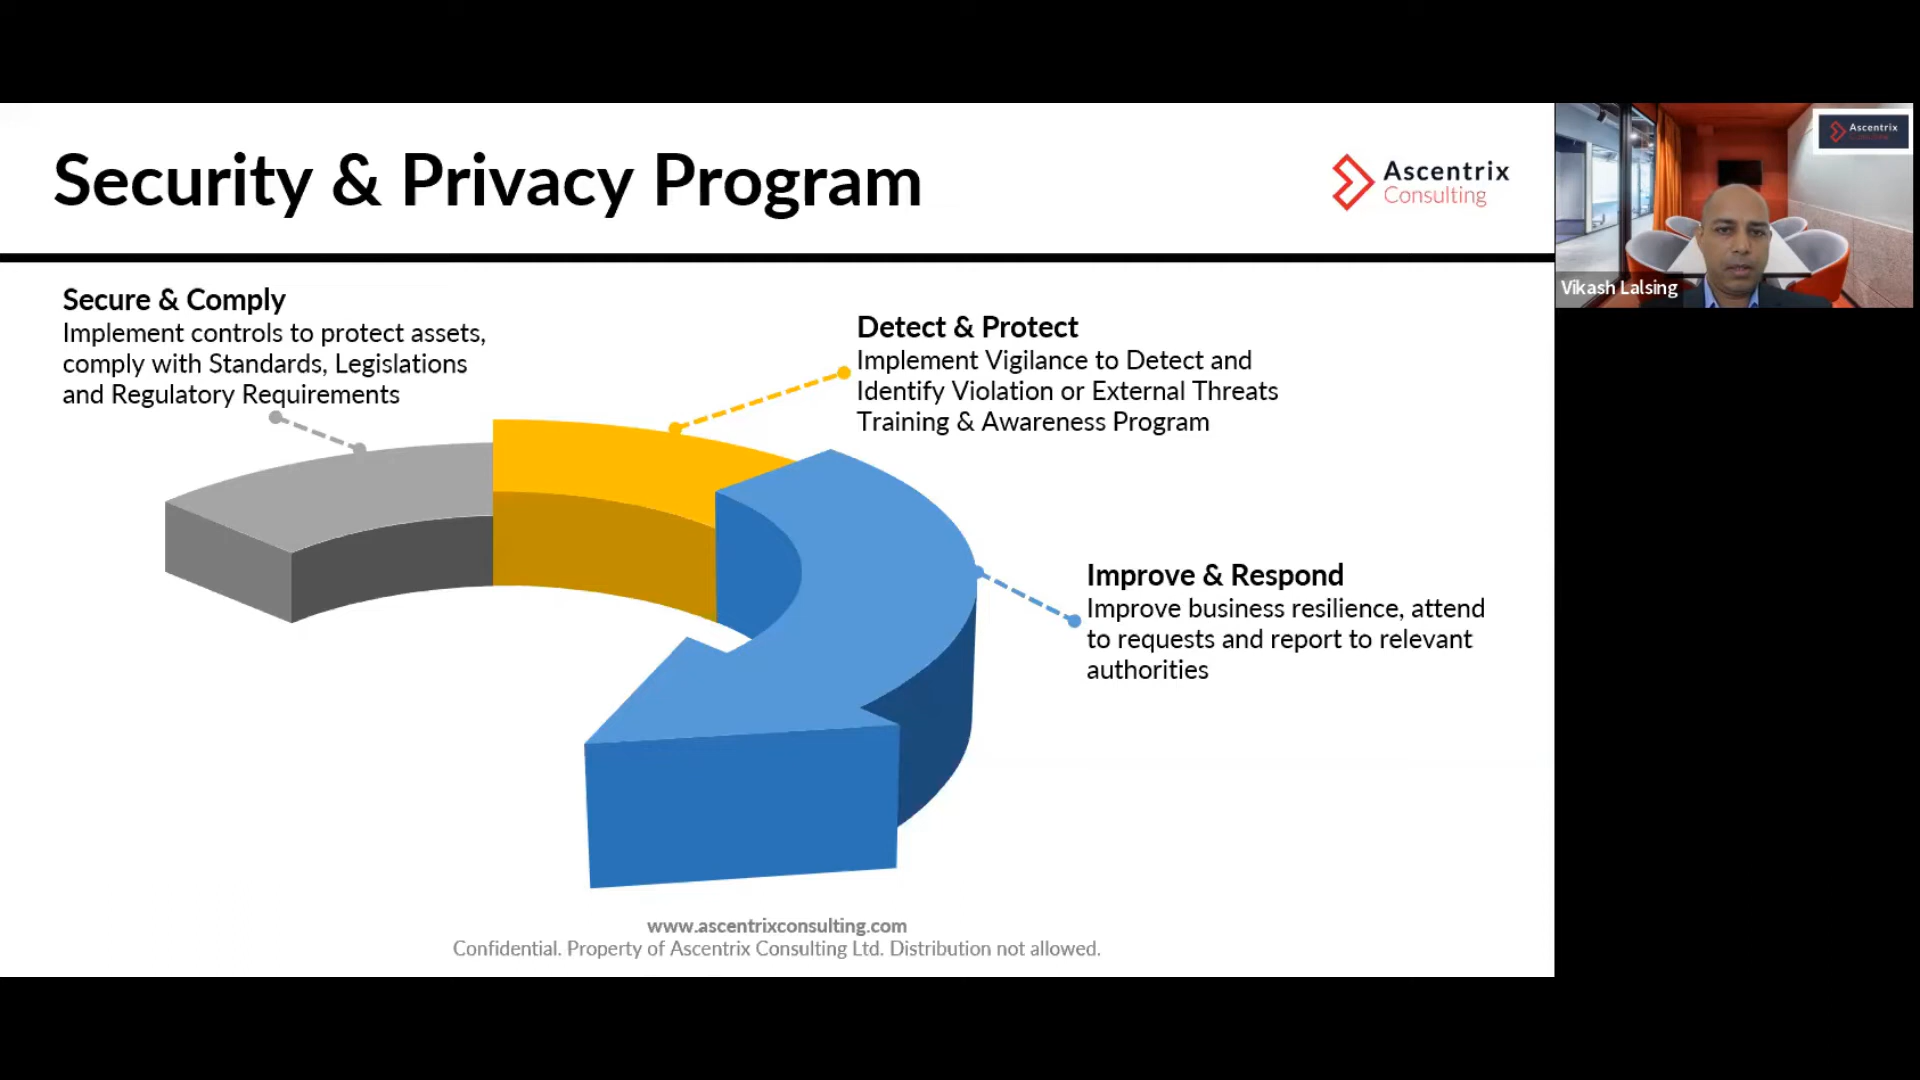 Security & Privacy Program
Ascentrix
Consulting
Ascentrix
Vikash Lalsing
Secure & Comply
Implement controls to protect assets,
comply with Standards, Legislations
and Regulatory Requirements
Detect & Protect
Implement Vigilance to Detect and
Identify Violation or External Threats
Training & Awareness Program
Improve & Respond
Improve business resilience, attend
to requests and report to relevant
authorities
www.ascentrixconsulting.com
Confidential. Property of Ascentrix Consulting Ltd. Distribution not allowed.